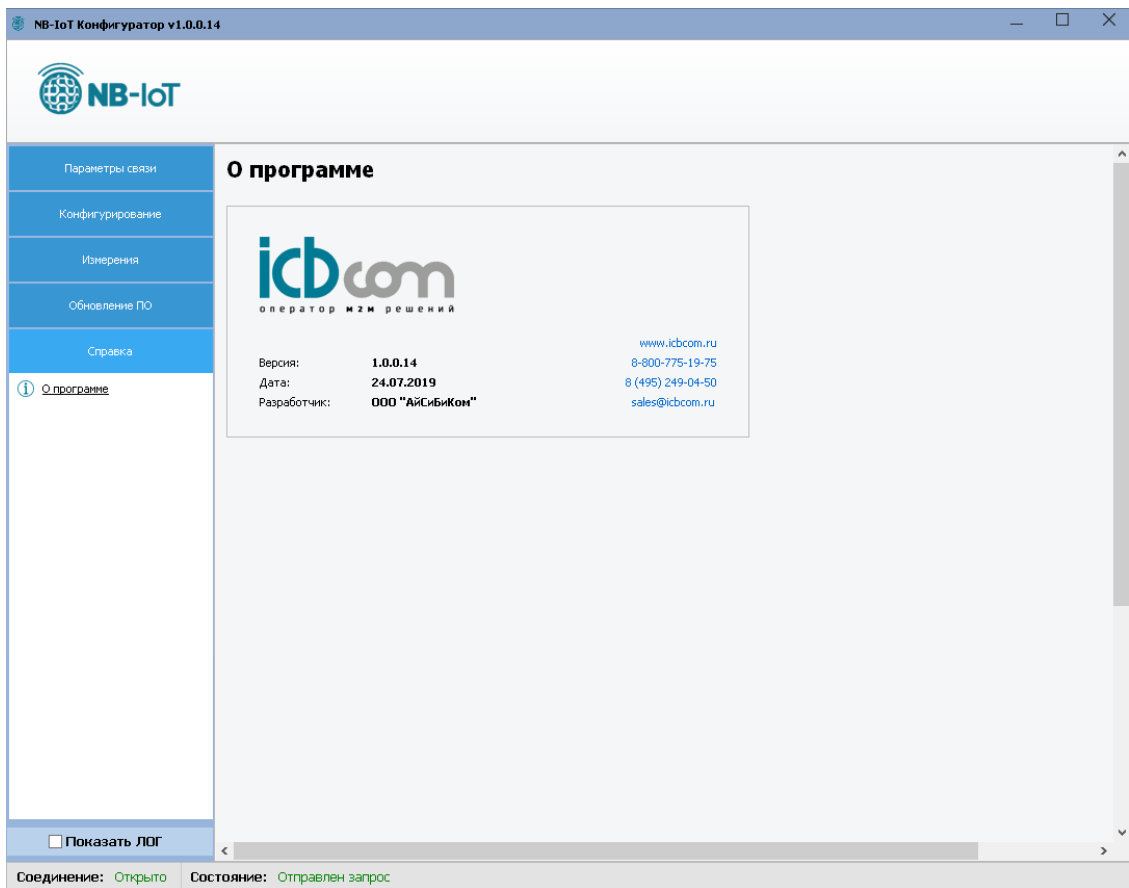 NB-IoT Конфигуратор v1.0.0.14
NB-IoT
Параметры связи
Конфигурирование
Измерения
Обновление ПО
Справка
О программе
О программе
icbcom
оператор м2м решений
www.icbcom.ru
Версия: 1.0.0.14 8-800-775-19-75
Дата: 24.07.2019 8 (495) 249-04-50
Разработчик: ООО "АйСиБиКом" sales@icbcom.ru
Показать ЛОГ
Соединение: Открыто Состояние: Отправлен запрос